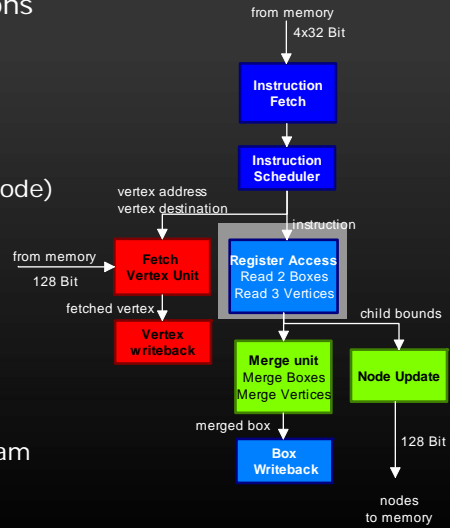 ons
from memory
4x32 Bit
Instruction
Fetch
Instruction
Scheduler
ode)
vertex address
vertex destination
instruction
from memory
128 Bit
Fetch
Vertex Unit
Register Access
Read 2 Boxes
Read 3 Vertices
fetched vertex
child bounds
Vertex
writeback
Merge unit
Merge Boxes
Merge Vertices
Node Update
merged box
128 Bit
am
Box
Writeback
nodes
to memory